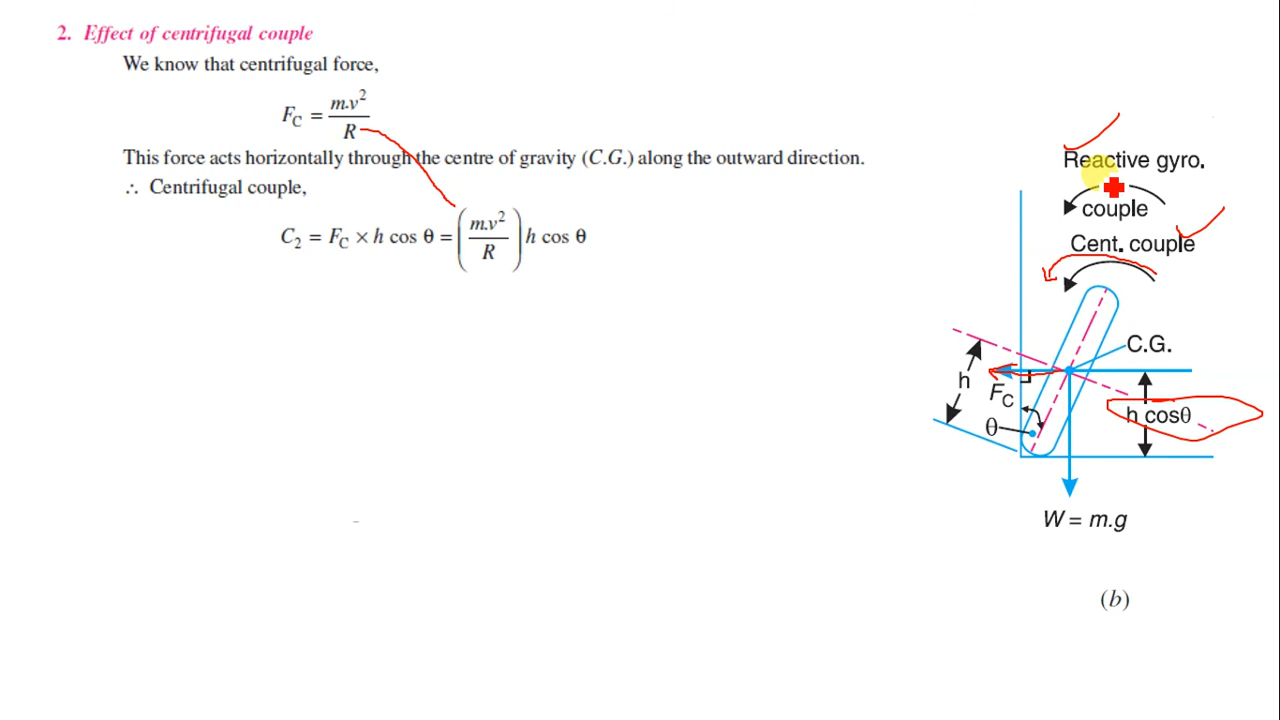 2. Effect of centrifugal couple
We know that centrifugal force,
F_C = m.v² / R
This force acts horizontally through the centre of gravity (C.G.) along the outward direction.
∴ Centrifugal couple,
C₂ = F_C × h cos θ = (m.v² / R) h cos θ
Reactive gyro.
couple
Cent. couple
C.G.
h
F_C
h cosθ
θ
W = m.g
(b)